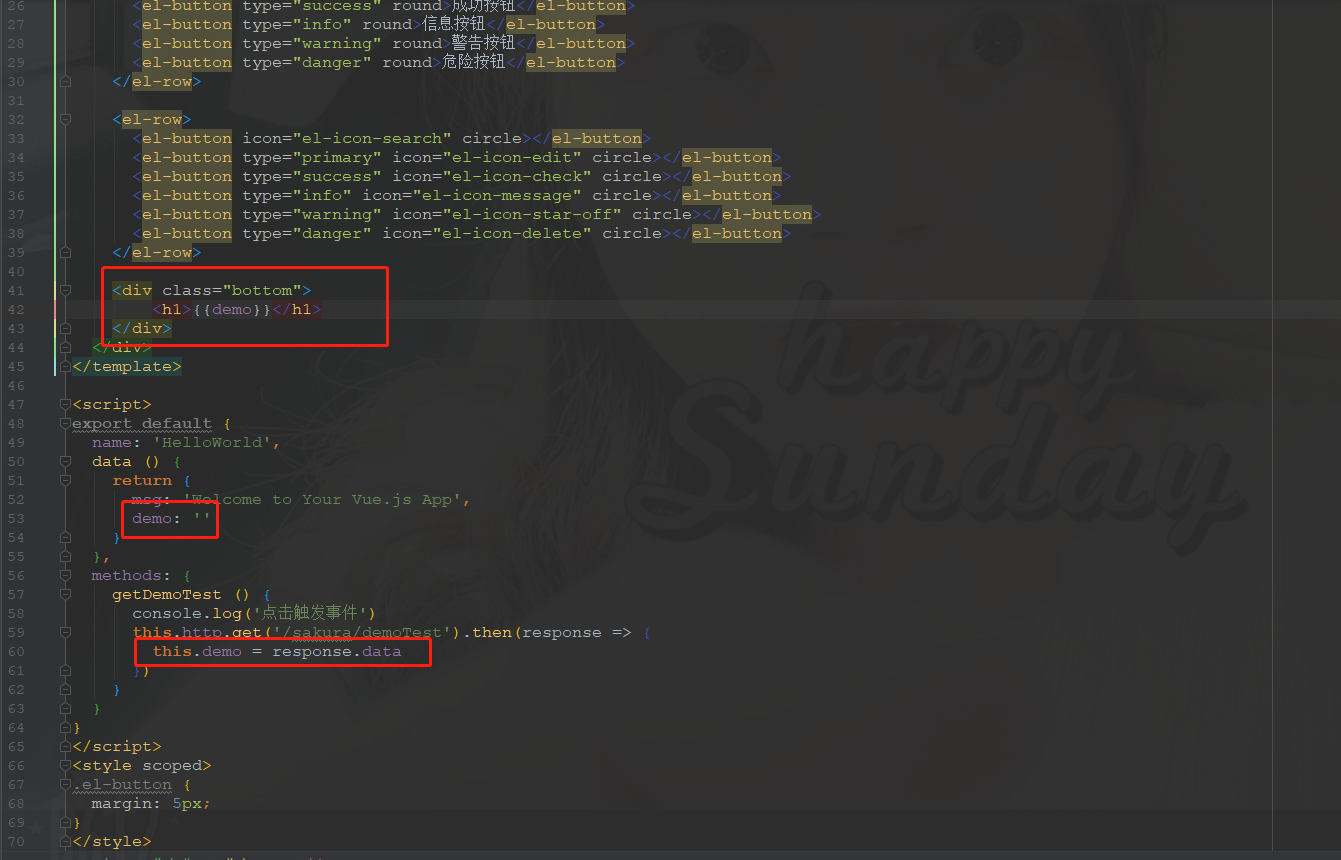 26 <el-button type="success" round>成功按钮</el-button>
27 <el-button type="info" round>信息按钮</el-button>
28 <el-button type="warning" round>警告按钮</el-button>
29 <el-button type="danger" round>危险按钮</el-button>
30 </el-row>
31
32 <el-row>
33 <el-button icon="el-icon-search" circle></el-button>
34 <el-button type="primary" icon="el-icon-edit" circle></el-button>
35 <el-button type="success" icon="el-icon-check" circle></el-button>
36 <el-button type="info" icon="el-icon-message" circle></el-button>
37 <el-button type="warning" icon="el-icon-star-off" circle></el-button>
38 <el-button type="danger" icon="el-icon-delete" circle></el-button>
39 </el-row>
40
41 <div class="bottom">
42 <h1>{{demo}}</h1>
43 </div>
44 </div>
45 </template>
46
47 <script>
48 export default {
49 name: 'HelloWorld',
50 data () {
51 return {
52 msg: 'Welcome to Your Vue.js App',
53 demo: ''
54 }
55 },
56 methods: {
57 getDemoTest () {
58 console.log('点击触发事件')
59 this.http.get('/sakura/demoTest').then(response => {
60 this.demo = response.data
61 })
62 }
63 }
64 }
65 </script>
66 <style scoped>
67 .el-button {
68 margin: 5px;
69 }
70 </style>
happy
Sunday